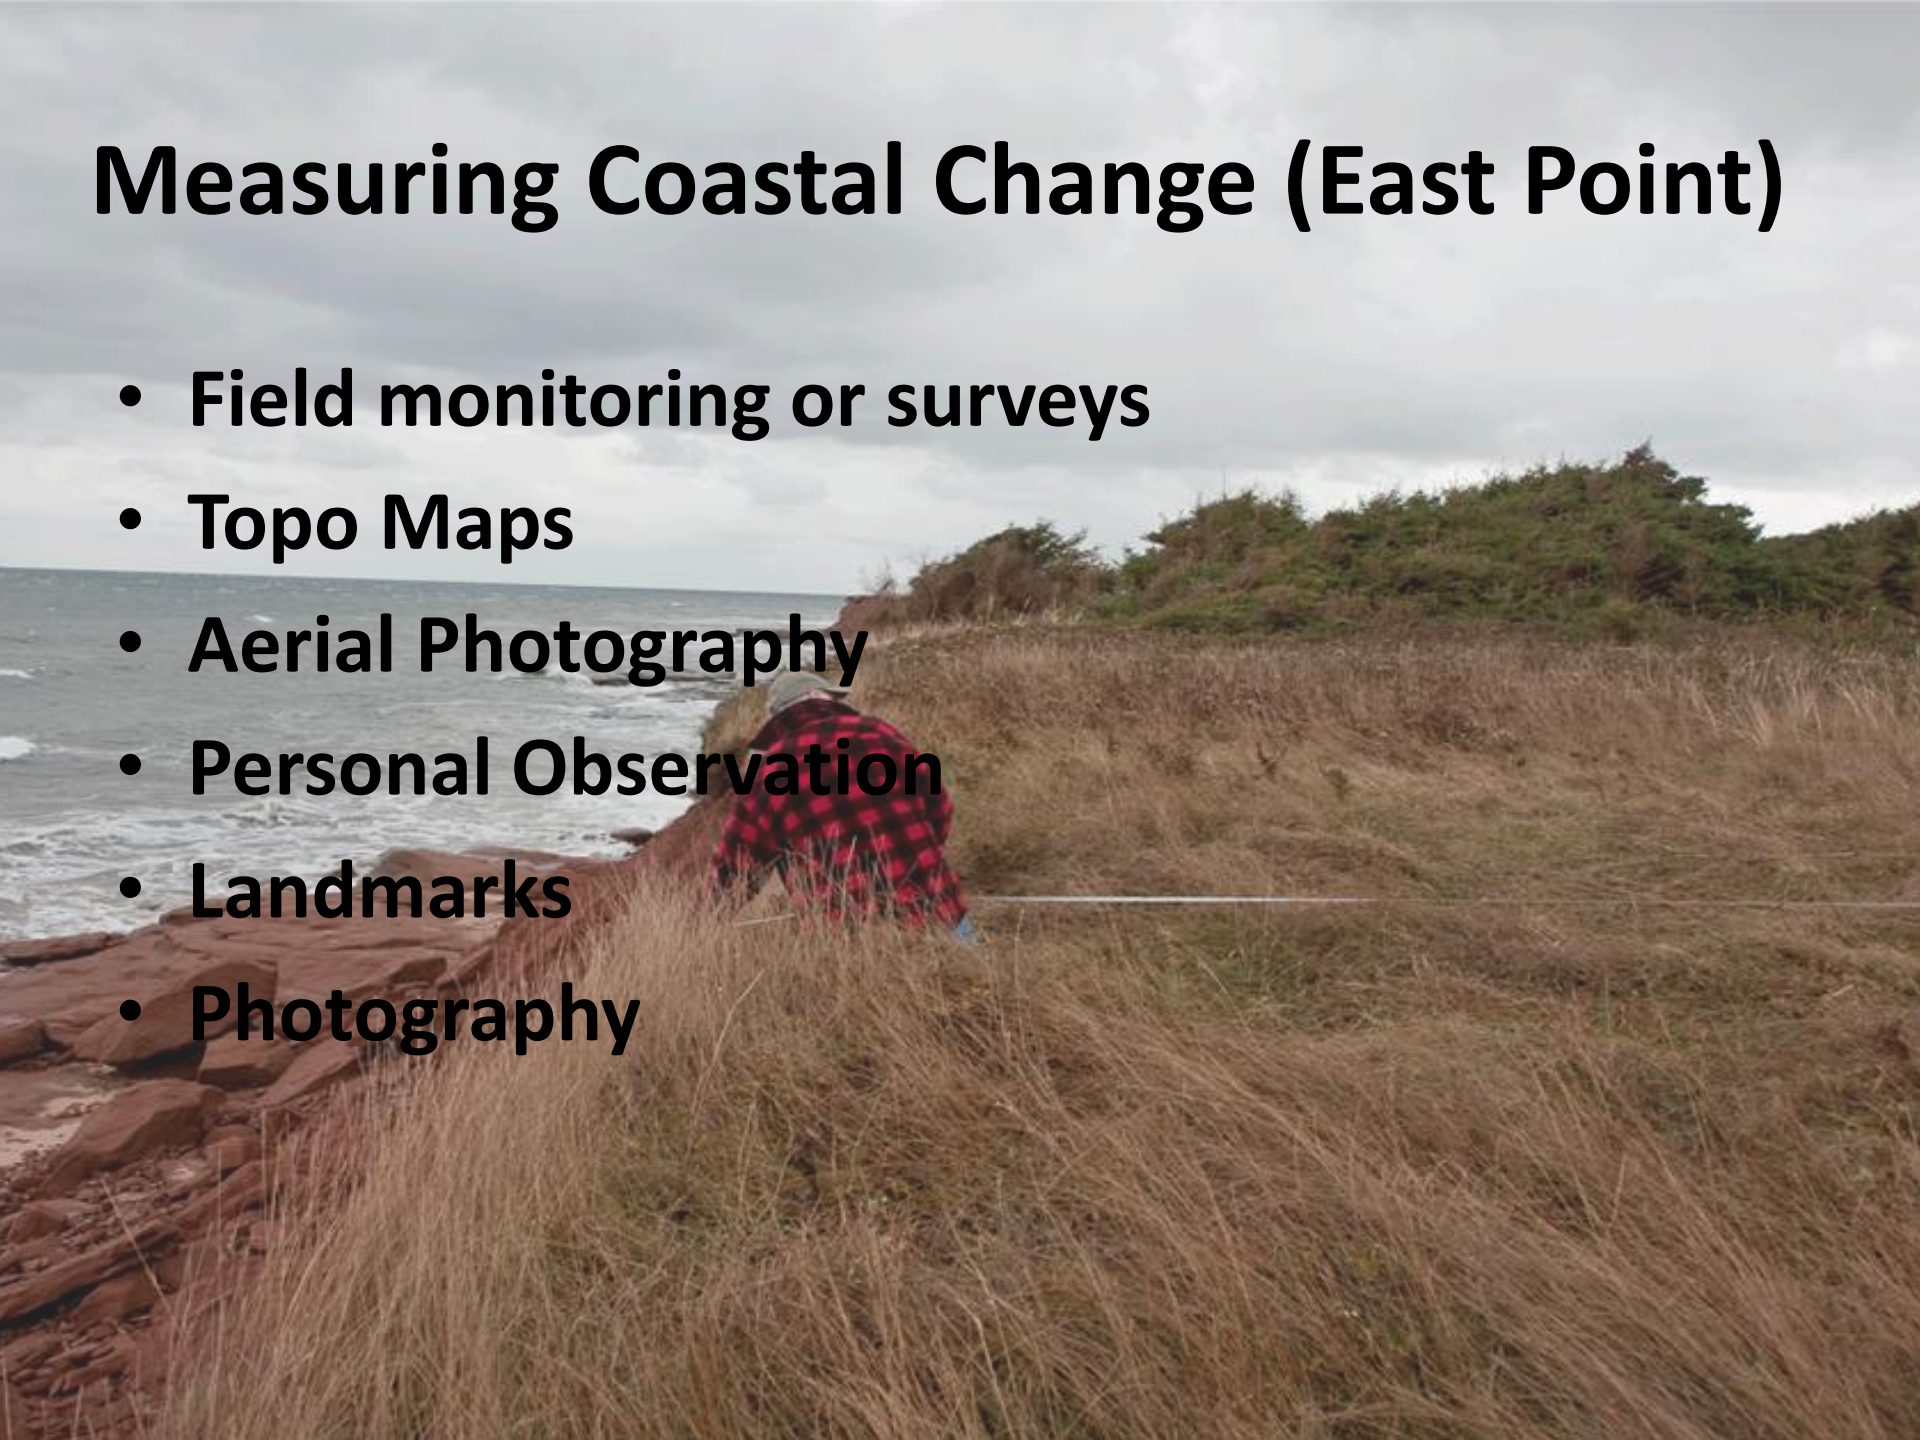 Measuring Coastal Change (East Point)
• Field monitoring or surveys
• Topo Maps
• Aerial Photography
• Personal Observation
• Landmarks
• Photography